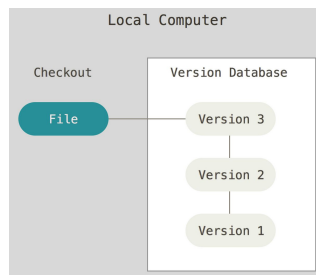 Local Computer
Checkout
Version Database
File
Version 3
Version 2
Version 1